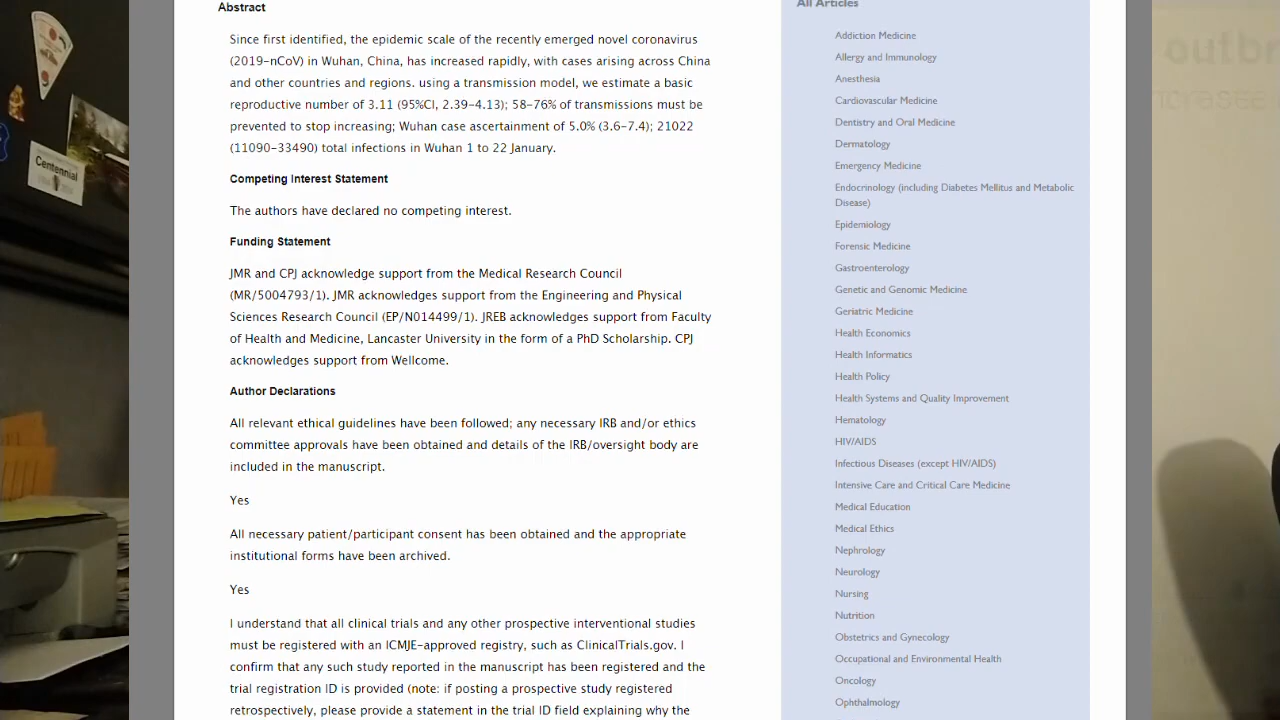 Abstract
Since first identified, the epidemic scale of the recently emerged novel coronavirus
(2019-nCoV) in Wuhan, China, has increased rapidly, with cases arising across China
and other countries and regions. using a transmission model, we estimate a basic
reproductive number of 3.11 (95%CI, 2.39-4.13); 58-76% of transmissions must be
prevented to stop increasing; Wuhan case ascertainment of 5.0% (3.6-7.4); 21022
(11090-33490) total infections in Wuhan 1 to 22 January.
Competing Interest Statement
The authors have declared no competing interest.
Funding Statement
JMR and CPJ acknowledge support from the Medical Research Council
(MR/S004793/1). JMR acknowledges support from the Engineering and Physical
Sciences Research Council (EP/N014499/1). JREB acknowledges support from Faculty
of Health and Medicine, Lancaster University in the form of a PhD Scholarship. CPJ
acknowledges support from Wellcome.
Author Declarations
All relevant ethical guidelines have been followed; any necessary IRB and/or ethics
committee approvals have been obtained and details of the IRB/oversight body are
included in the manuscript.
Yes
All necessary patient/participant consent has been obtained and the appropriate
institutional forms have been archived.
Yes
I understand that all clinical trials and any other prospective interventional studies
must be registered with an ICMJE-approved registry, such as ClinicalTrials.gov. I
confirm that any such study reported in the manuscript has been registered and the
trial registration ID is provided (note: if posting a prospective study registered
retrospectively, please provide a statement in the trial ID field explaining why the
All Articles
Addiction Medicine
Allergy and Immunology
Anesthesia
Cardiovascular Medicine
Dentistry and Oral Medicine
Dermatology
Emergency Medicine
Endocrinology (including Diabetes Mellitus and Metabolic
Disease)
Epidemiology
Forensic Medicine
Gastroenterology
Genetic and Genomic Medicine
Geriatric Medicine
Health Economics
Health Informatics
Health Policy
Health Systems and Quality Improvement
Hematology
HIV/AIDS
Infectious Diseases (except HIV/AIDS)
Intensive Care and Critical Care Medicine
Medical Education
Medical Ethics
Nephrology
Neurology
Nursing
Nutrition
Obstetrics and Gynecology
Occupational and Environmental Health
Oncology
Ophthalmology
Centennial
outbr